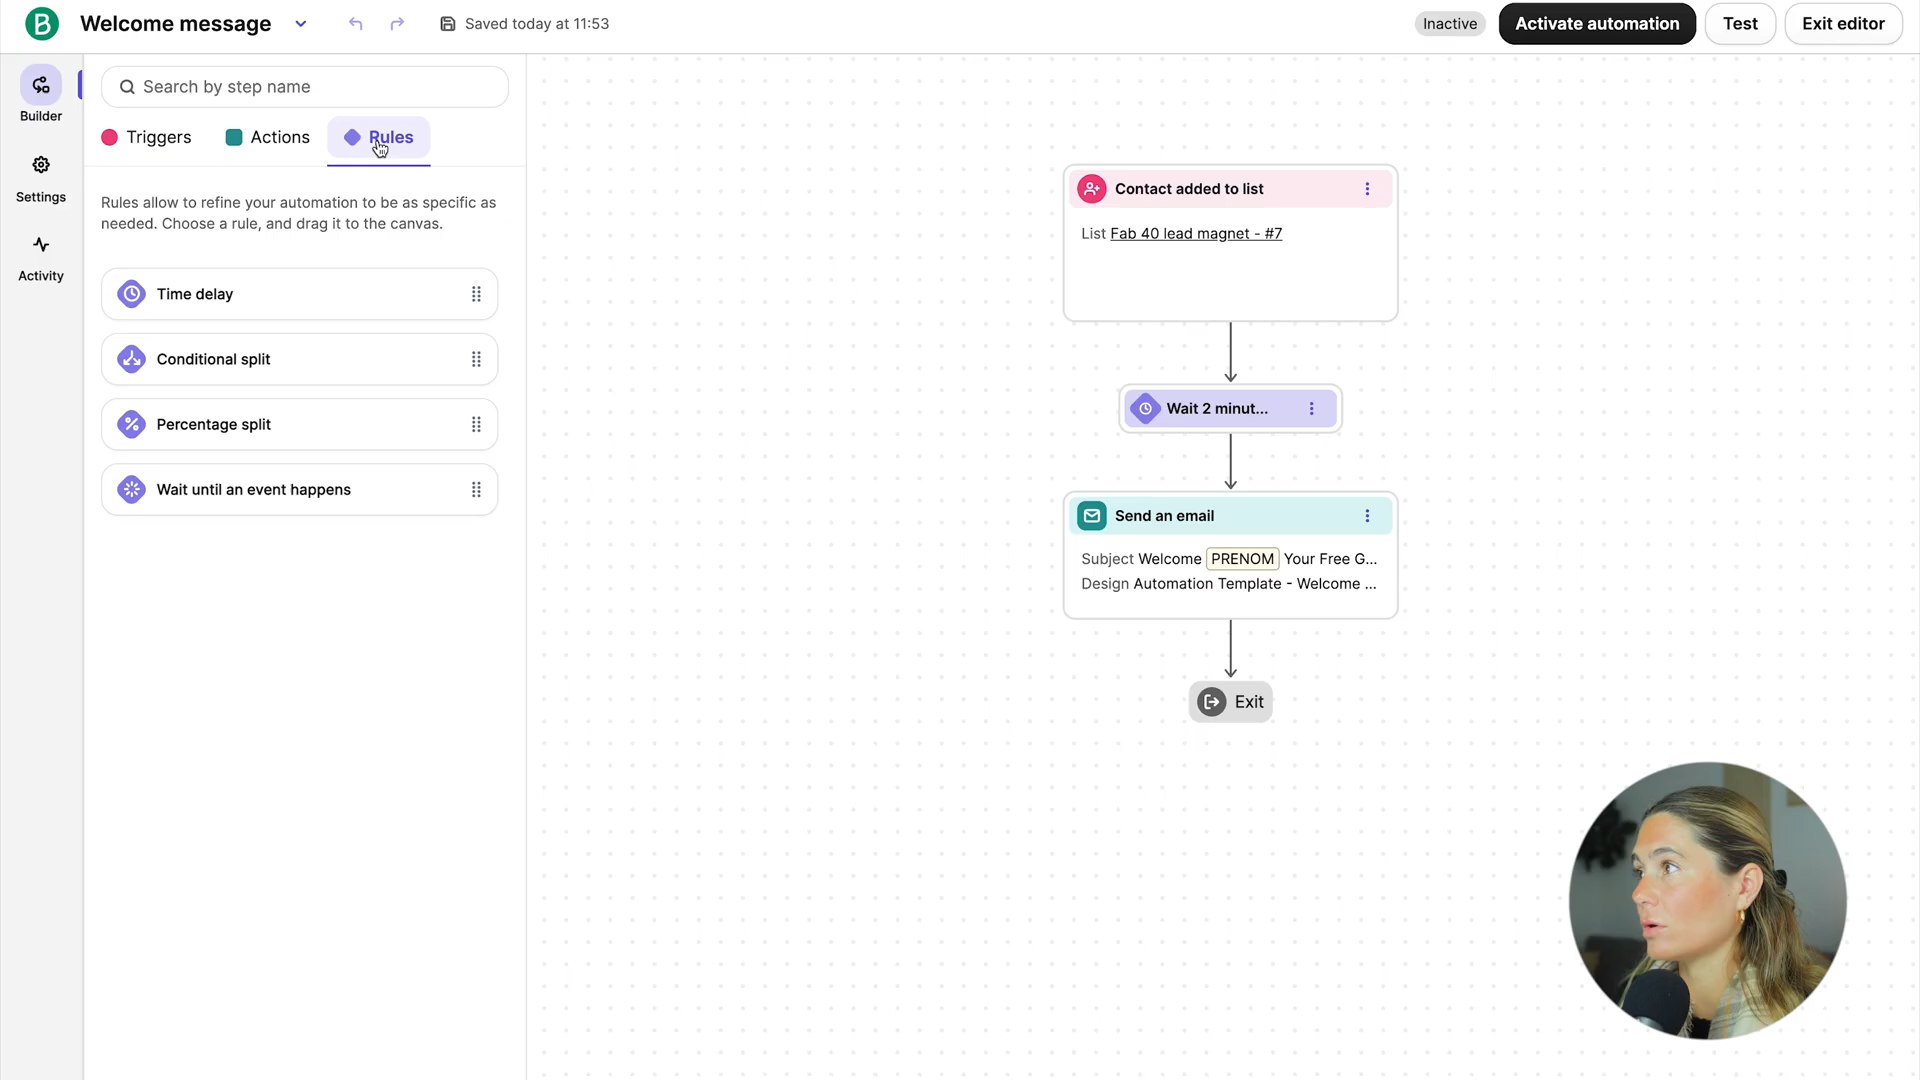 B Welcome message
Saved today at 11:53
Inactive
Activate automation
Test
Exit editor
Builder
Settings
Activity
Search by step name
Triggers
Actions
Rules
Rules allow to refine your automation to be as specific as
needed. Choose a rule, and drag it to the canvas.
Time delay
Conditional split
Percentage split
Wait until an event happens
Contact added to list
List Fab 40 lead magnet - #7
Wait 2 minut...
Send an email
Subject Welcome PRENOM Your Free G...
Design Automation Template - Welcome ...
Exit